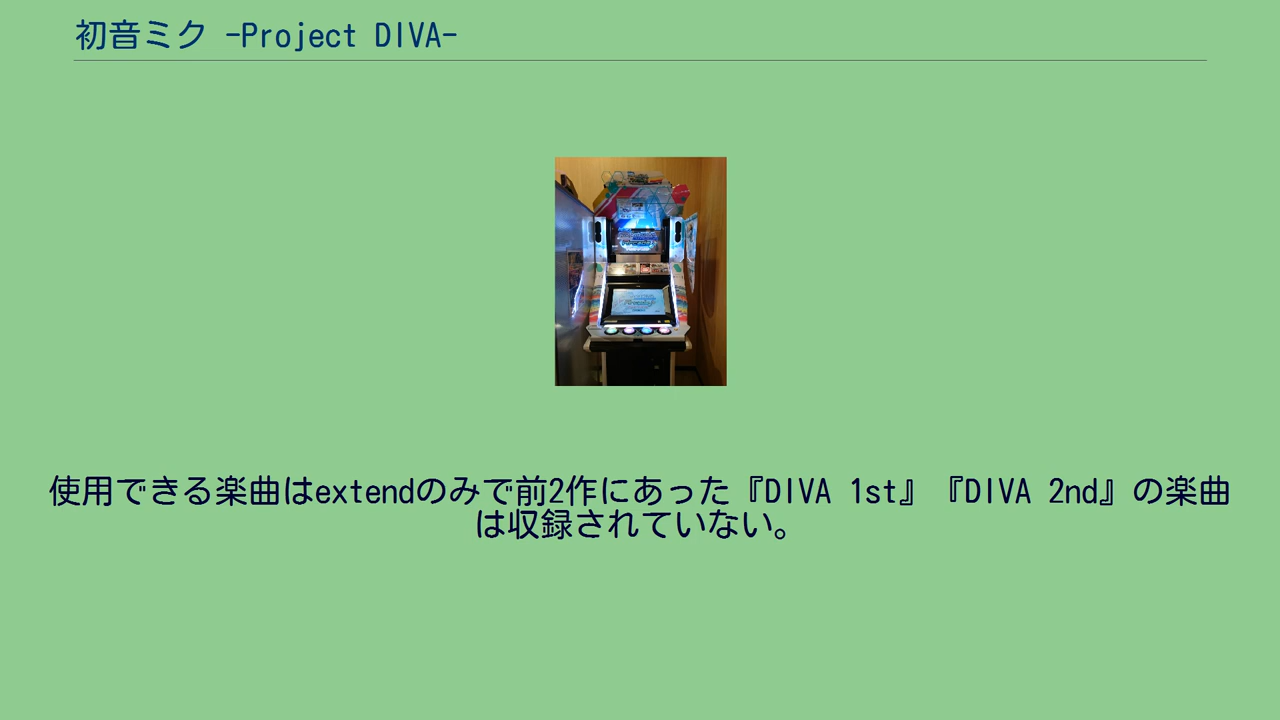 初音ミク -Project DIVA-
使用できる楽曲はextendのみで前2作にあった『DIVA 1st』『DIVA 2nd』の楽曲
は収録されていない。